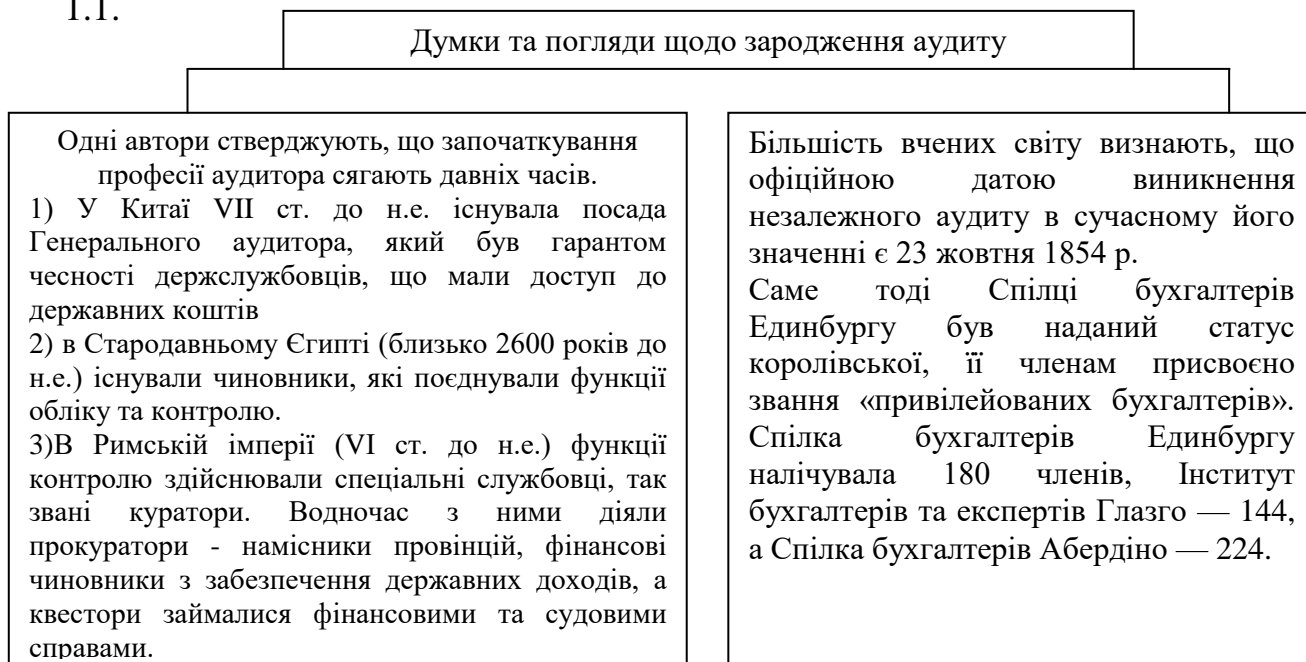 1.1.
Думки та погляди щодо зародження аудиту
Одні автори стверджують, що започаткування
професії аудитора сягають давніх часів.
1) У Китаї VII ст. до н.е. існувала посада
Генерального аудитора, який був гарантом
чесності держслужбовців, що мали доступ до
державних коштів
2) в Стародавньому Єгипті (близько 2600 років до
н.е.) існували чиновники, які поєднували функції
обліку та контролю.
3)В Римській імперії (VI ст. до н.е.) функції
контролю здійснювали спеціальні службовці, так
звані куратори. Водночас з ними діяли
прокуратори - намісники провінцій, фінансові
чиновники з забезпечення державних доходів, а
квестори займалися фінансовими та судовими
справами.
Більшість вчених світу визнають, що
офіційною датою виникнення
незалежного аудиту в сучасному його
значенні є 23 жовтня 1854 р.
Саме тоді Спілці бухгалтерів
Единбургу був наданий статус
королівської, її членам присвоєно
звання «привілейованих бухгалтерів».
Спілка бухгалтерів Единбургу
налічувала 180 членів, Інститут
бухгалтерів та експертів Глазго — 144,
а Спілка бухгалтерів Абердіно — 224.